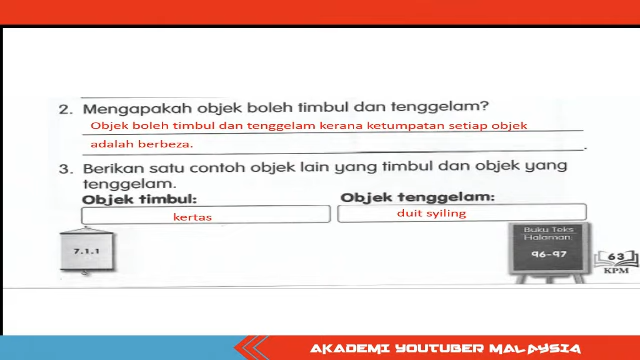 2. Mengapakah objek boleh timbul dan tenggelam?
Objek boleh timbul dan tenggelam kerana ketumpatan setiap objek
adalah berbeza.
3. Berikan satu contoh objek lain yang timbul dan objek yang
tenggelam.
Objek timbul: Objek tenggelam:
kertas duit syiling
7.1.1
Buku Teks
Halaman
96-97
63
KPM
AKADEMI YOUTUBER MALAYSIA